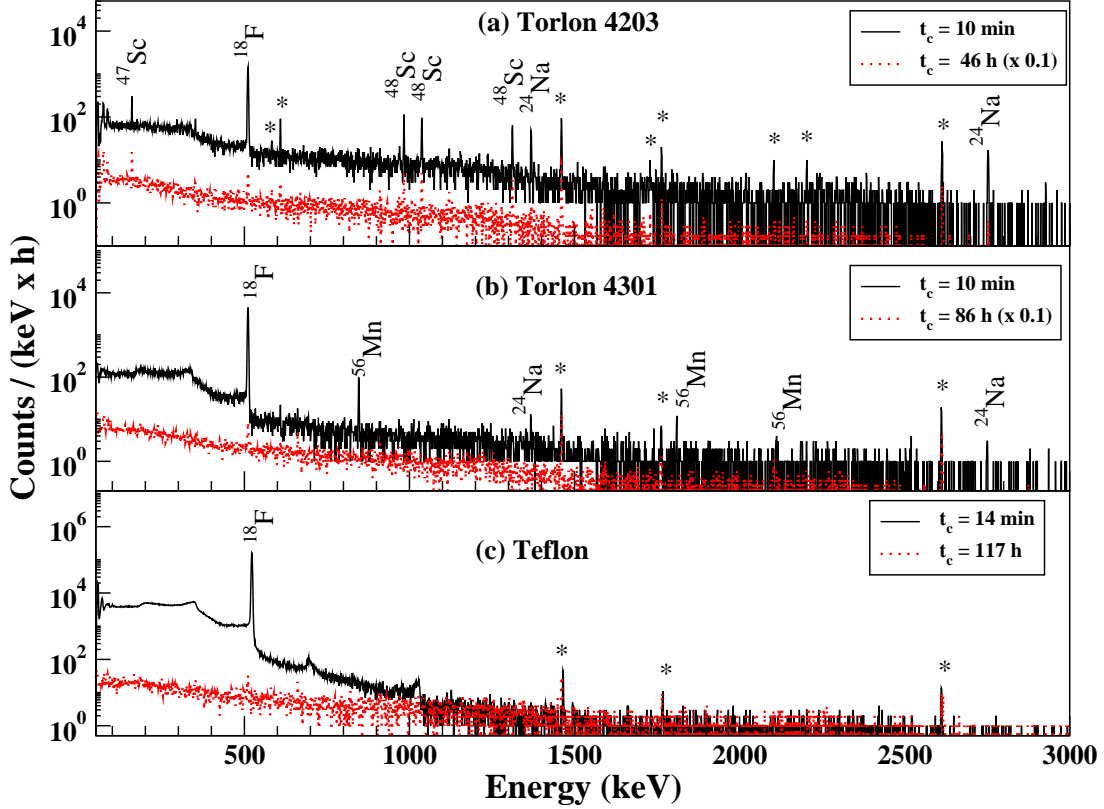 Counts / (keV x h)
(a) Torlon 4203
t_c = 10 min
t_c = 46 h (x 0.1)
10^4
10^2
10^0
^47Sc
^18F
*
*
^48Sc
^48Sc
^48Sc
^24Na
*
*
*
*
*
*
^24Na
(b) Torlon 4301
t_c = 10 min
t_c = 86 h (x 0.1)
10^4
10^2
10^0
^18F
^56Mn
^24Na
*
*
^56Mn
^56Mn
*
^24Na
(c) Teflon
t_c = 14 min
t_c = 117 h
10^6
10^4
10^2
10^0
^18F
*
*
*
500 1000 1500 2000 2500 3000
Energy (keV)